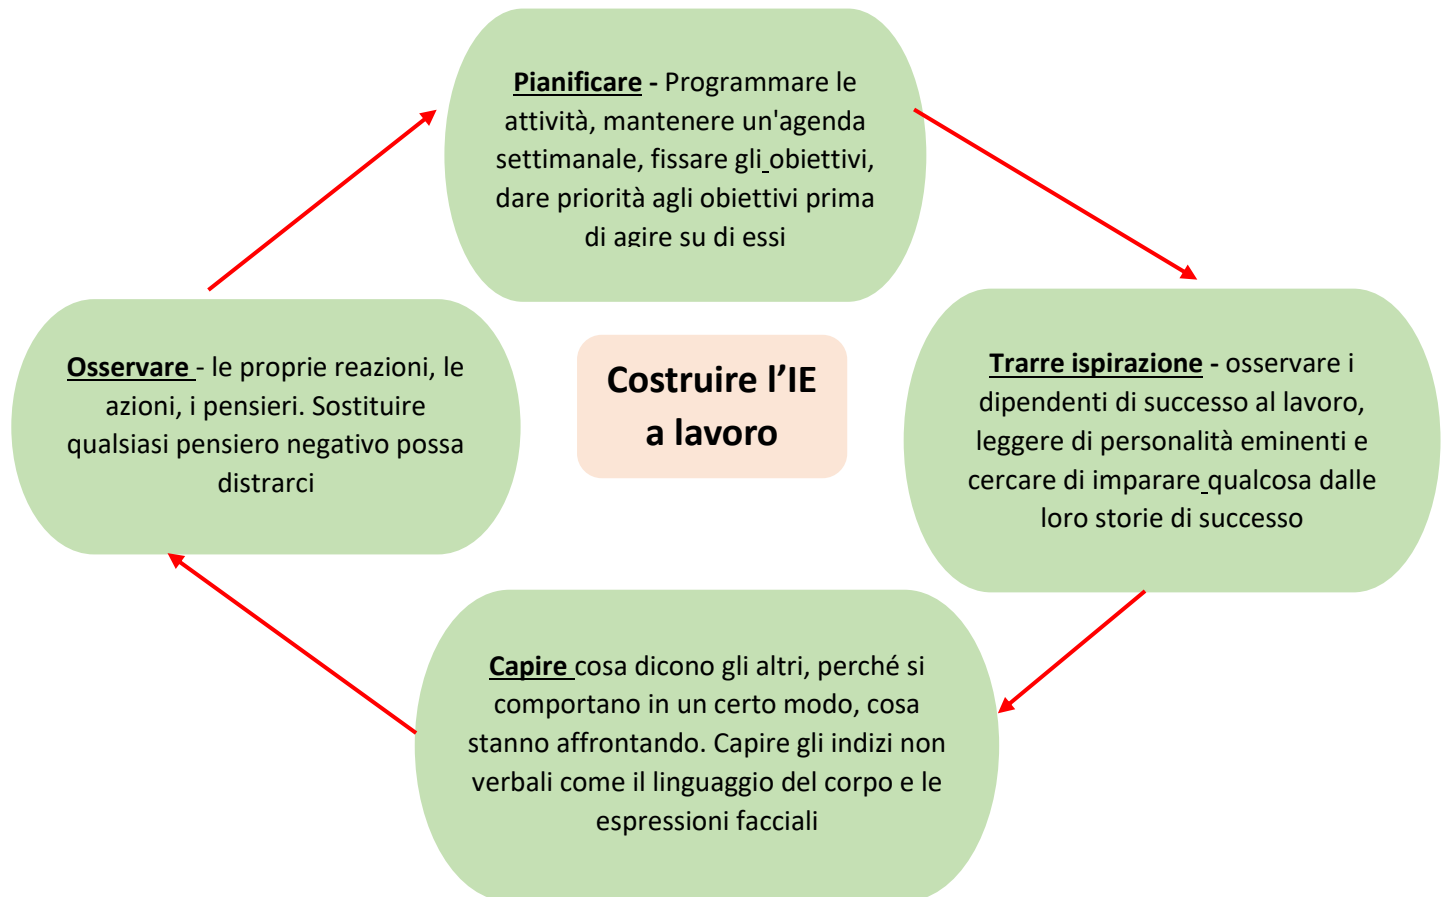 Pianificare - Programmare le
attività, mantenere un'agenda
settimanale, fissare gli obiettivi,
dare priorità agli obiettivi prima
di agire su di essi
Osservare - le proprie reazioni, le
azioni, i pensieri. Sostituire
qualsiasi pensiero negativo possa
distrarci
Costruire l’IE
a lavoro
Trarre ispirazione - osservare i
dipendenti di successo al lavoro,
leggere di personalità eminenti e
cercare di imparare qualcosa dalle
loro storie di successo
Capire cosa dicono gli altri, perché si
comportano in un certo modo, cosa
stanno affrontando. Capire gli indizi non
verbali come il linguaggio del corpo e le
espressioni facciali